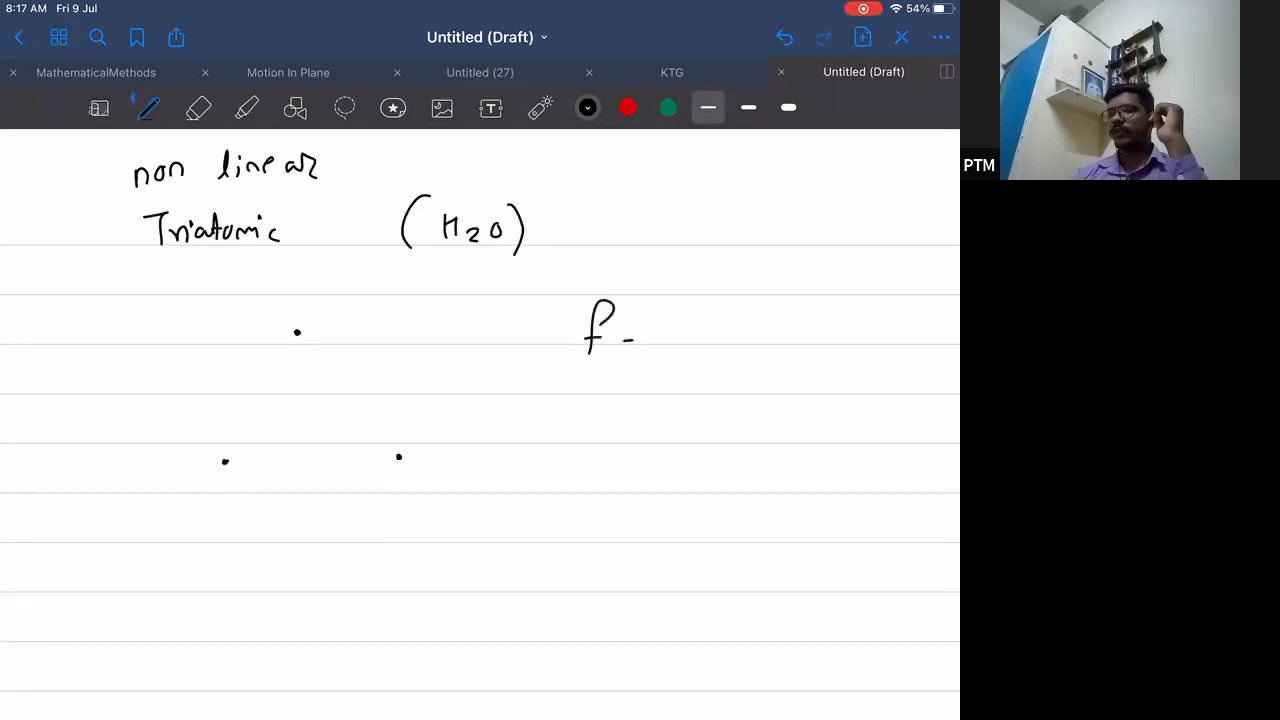 8:17 AM Fri 9 Jul
54%
Untitled (Draft)
MathematicalMethods
Motion In Plane
Untitled (27)
KTG
Untitled (Draft)
PTM
non linear
Triatomic (H2O)
f -